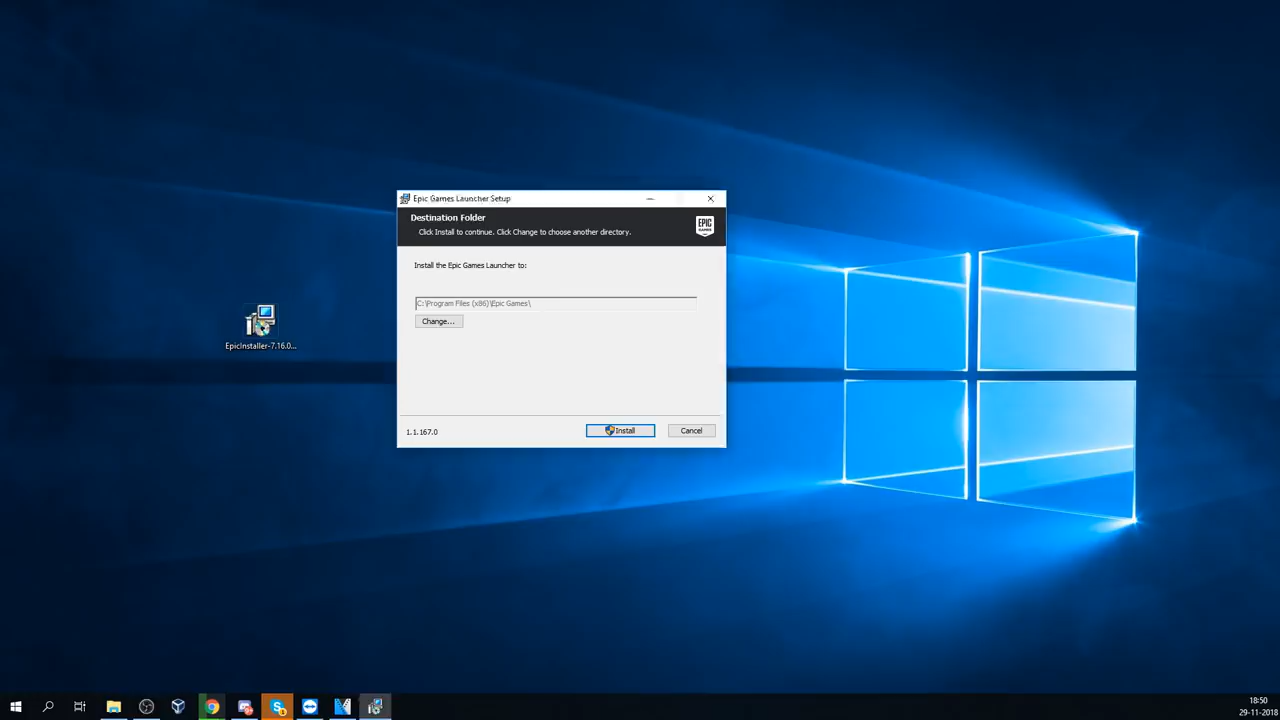 Epic Games Launcher Setup
Destination Folder
Click Install to continue. Click Change to choose another directory.
EPIC
GAMES
Install the Epic Games Launcher to:
C:\Program Files (x86)\Epic Games\
Change...
EpicInstaller-7.16.0...
1.1.167.0
Install
Cancel
18:50
29-11-2018